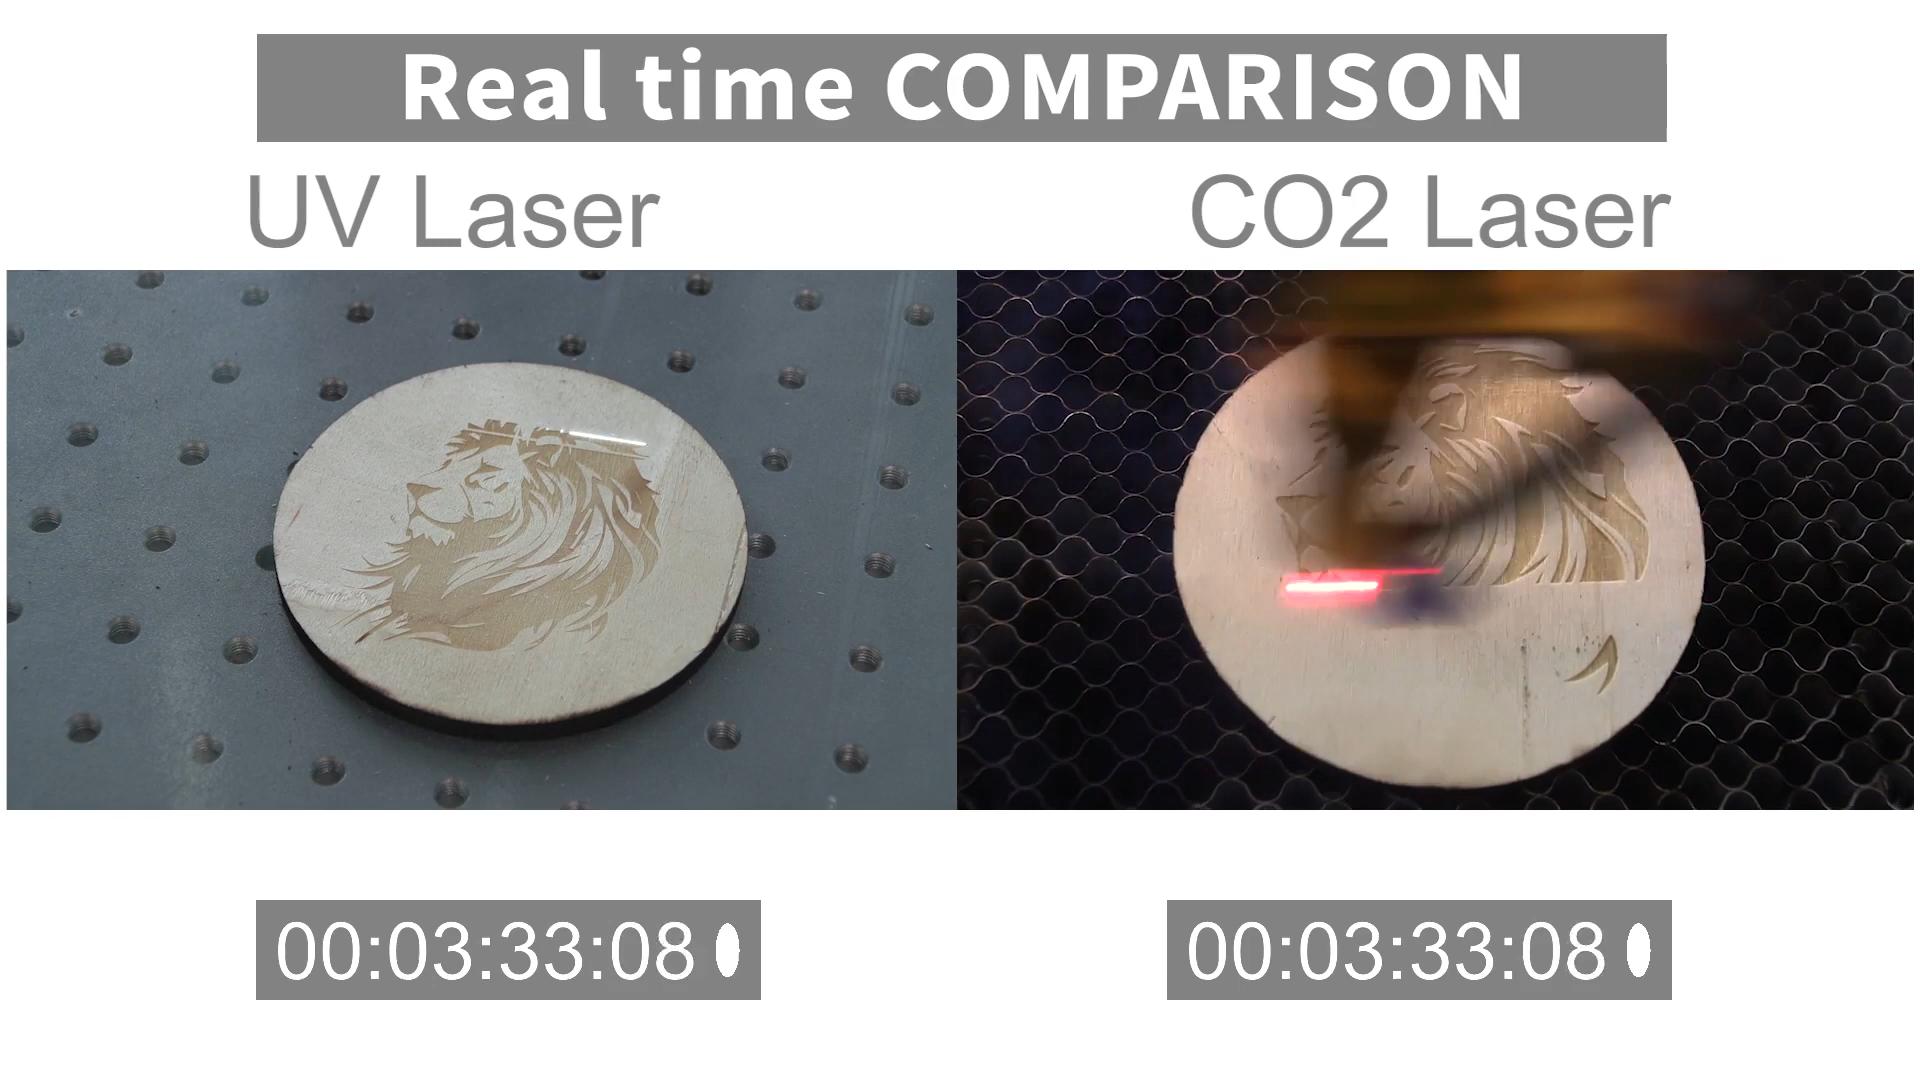 Real time COMPARISON
UV Laser
CO2 Laser
00:03:33:08
00:03:33:08